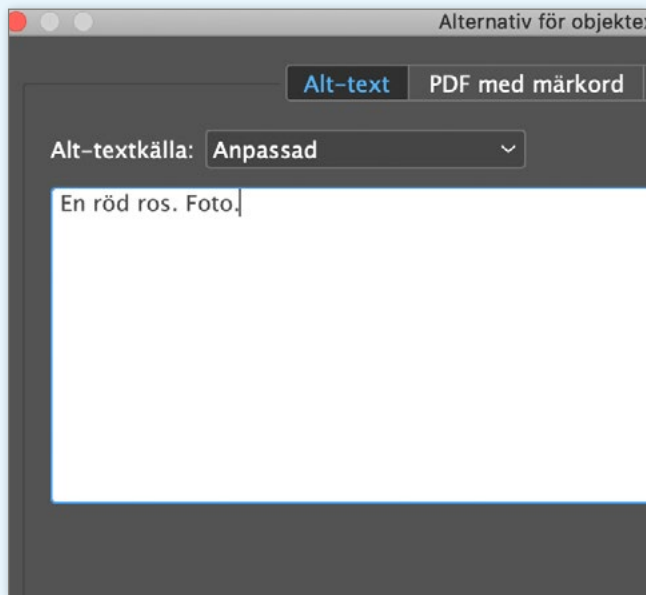 Alternativ för objekte
Alt-text PDF med märkord
Alt-textkälla: Anpassad
En röd ros. Foto.